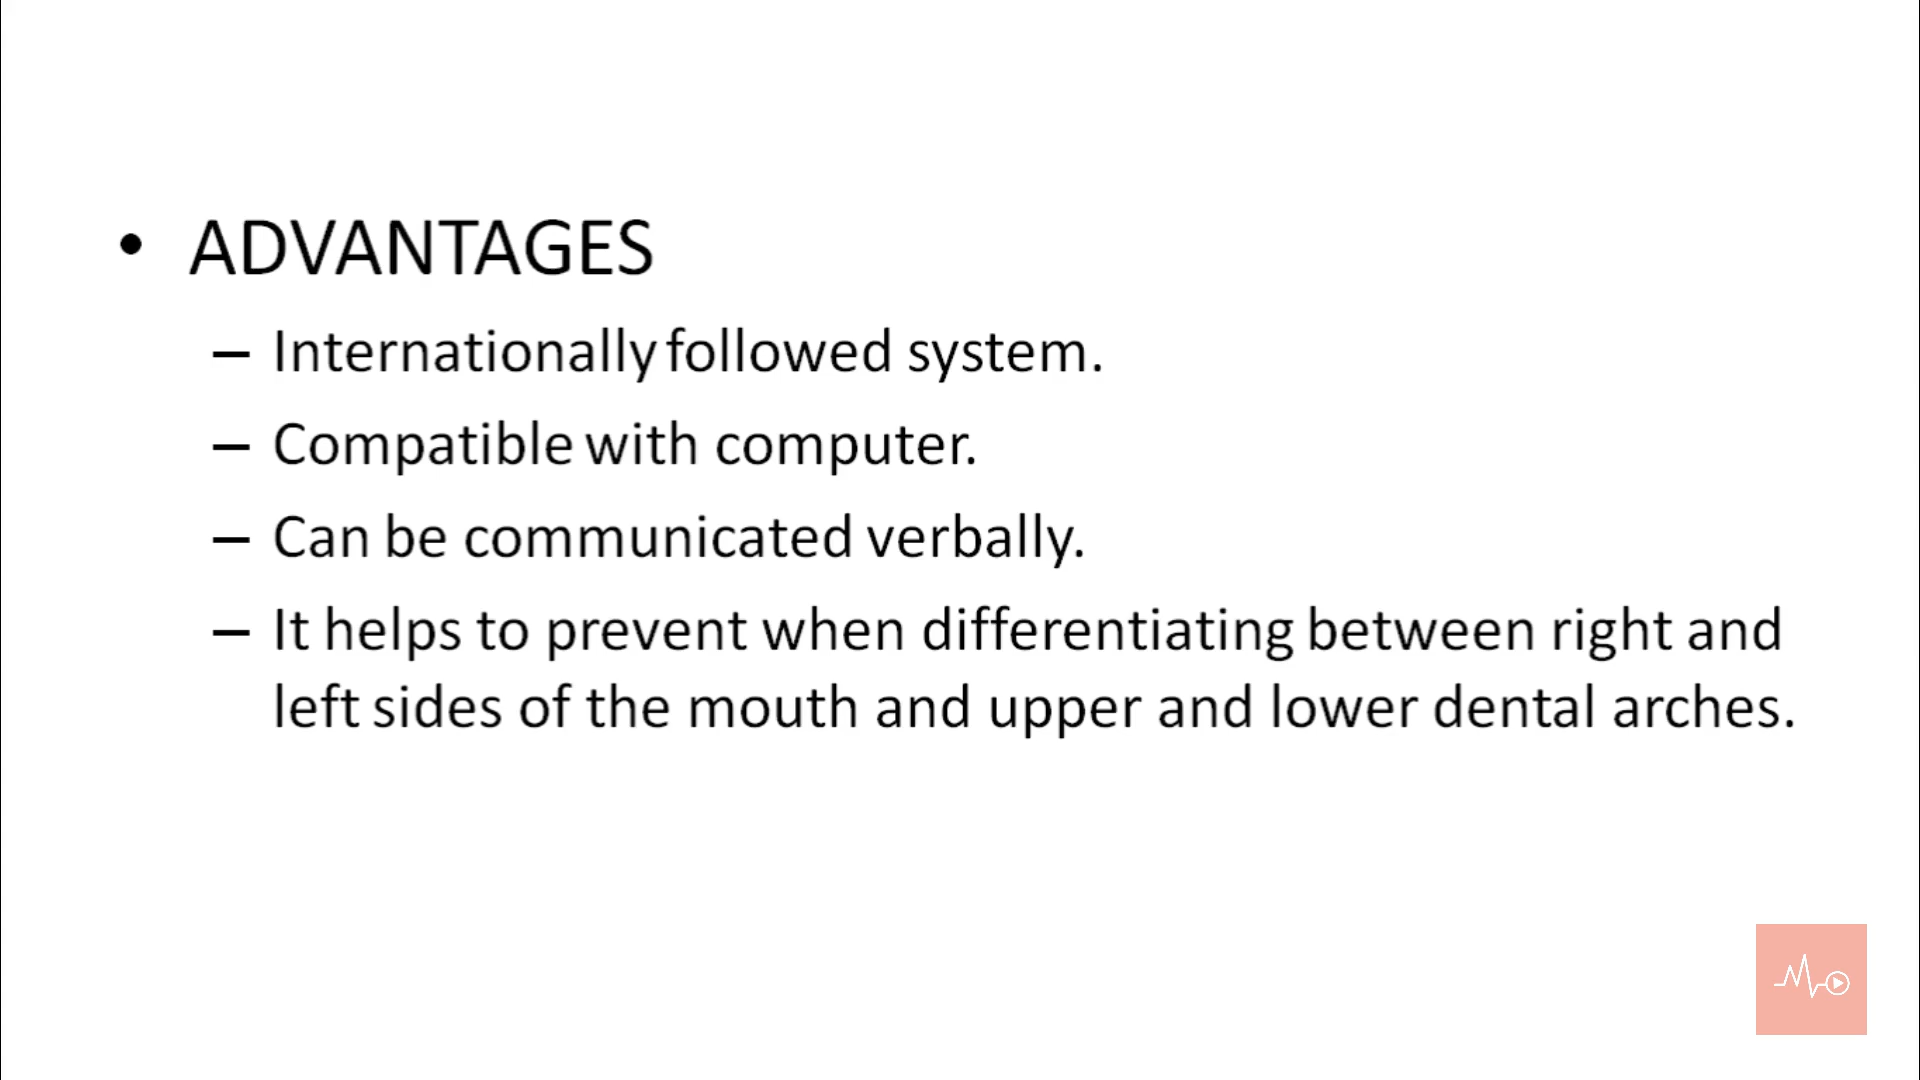 • ADVANTAGES
– Internationally followed system.
– Compatible with computer.
– Can be communicated verbally.
– It helps to prevent when differentiating between right and
left sides of the mouth and upper and lower dental arches.